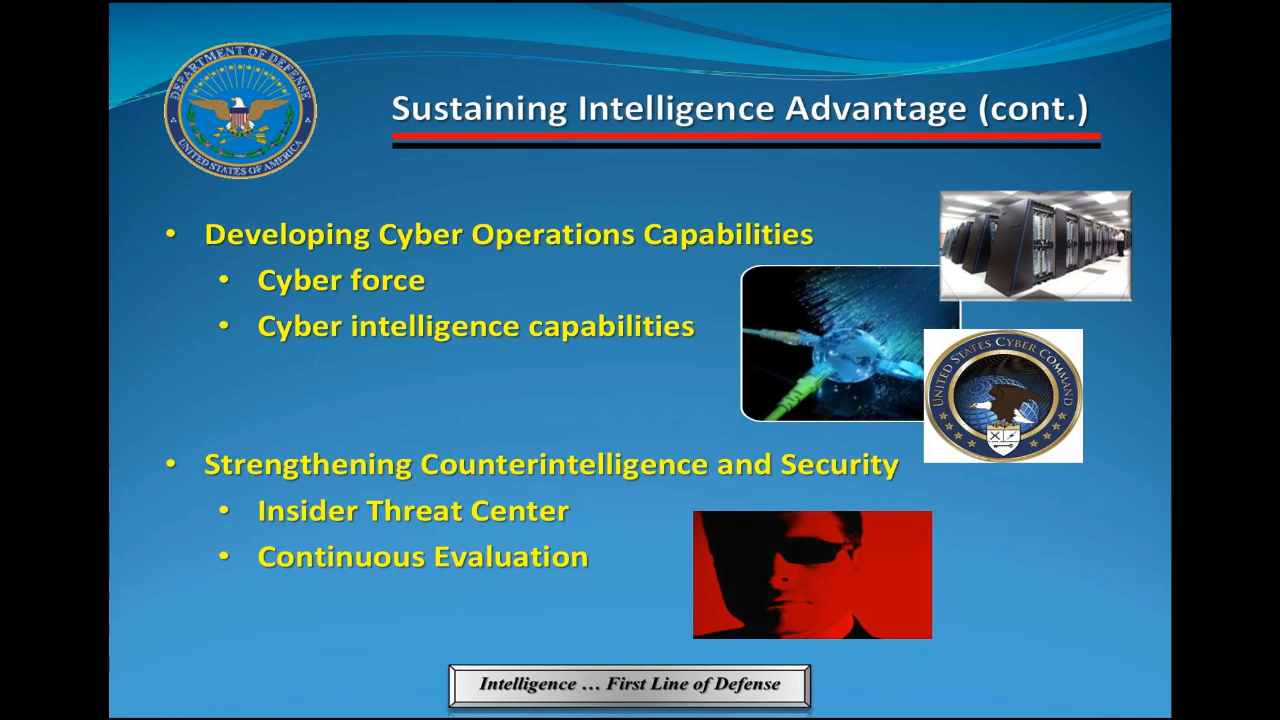 DEPARTMENT OF DEFENSE
UNITED STATES OF AMERICA
Sustaining Intelligence Advantage (cont.)
• Developing Cyber Operations Capabilities
• Cyber force
• Cyber intelligence capabilities
UNITED STATES CYBER COMMAND
• Strengthening Counterintelligence and Security
• Insider Threat Center
• Continuous Evaluation
Intelligence … First Line of Defense